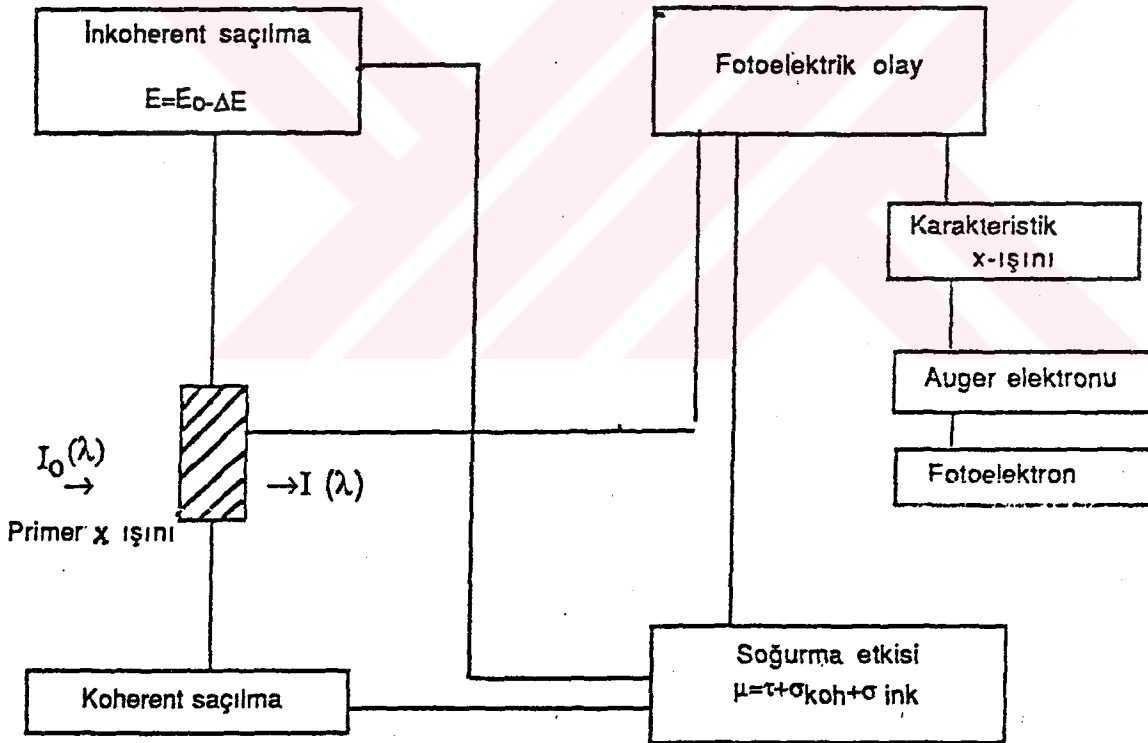 İnkoherent saçılma
E=E0-ΔE
Fotoelektrik olay
Karakteristik
x-ışını
Auger elektronu
Fotoelektron
I0(λ)
→
→I (λ)
Primer x ışını
Koherent saçılma
Soğurma etkisi
μ=τ+σkoh+σ ink